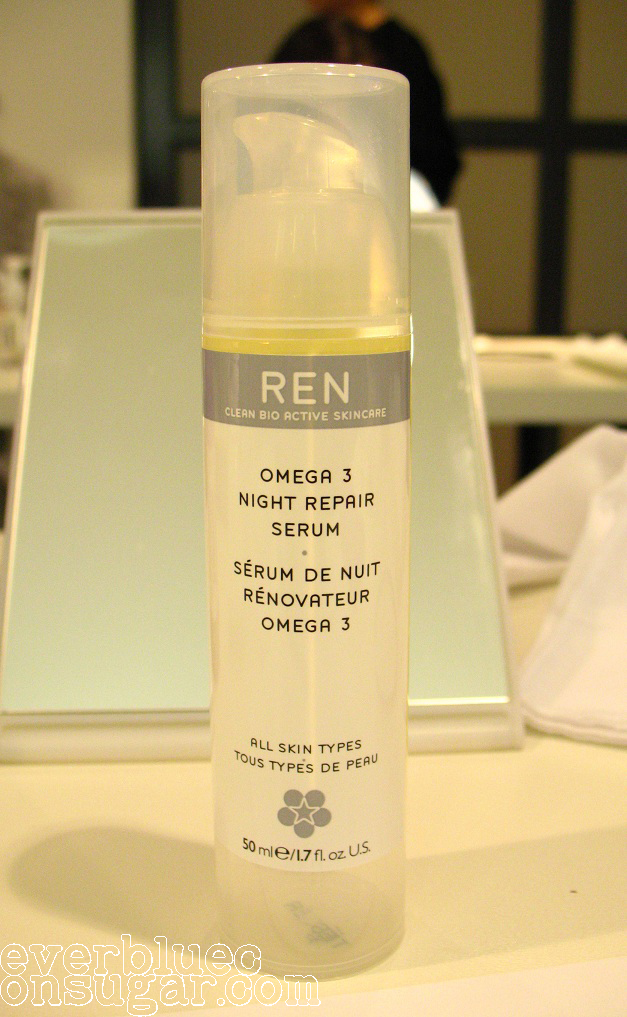 REN
CLEAN BIO ACTIVE SKINCARE
OMEGA 3
NIGHT REPAIR
SERUM
SÉRUM DE NUIT
RÉNOVATEUR
OMEGA 3
ALL SKIN TYPES
TOUS TYPES DE PEAU
50 ml℮/1.7 fl. oz. U.S.
everbluec
onsugar.com